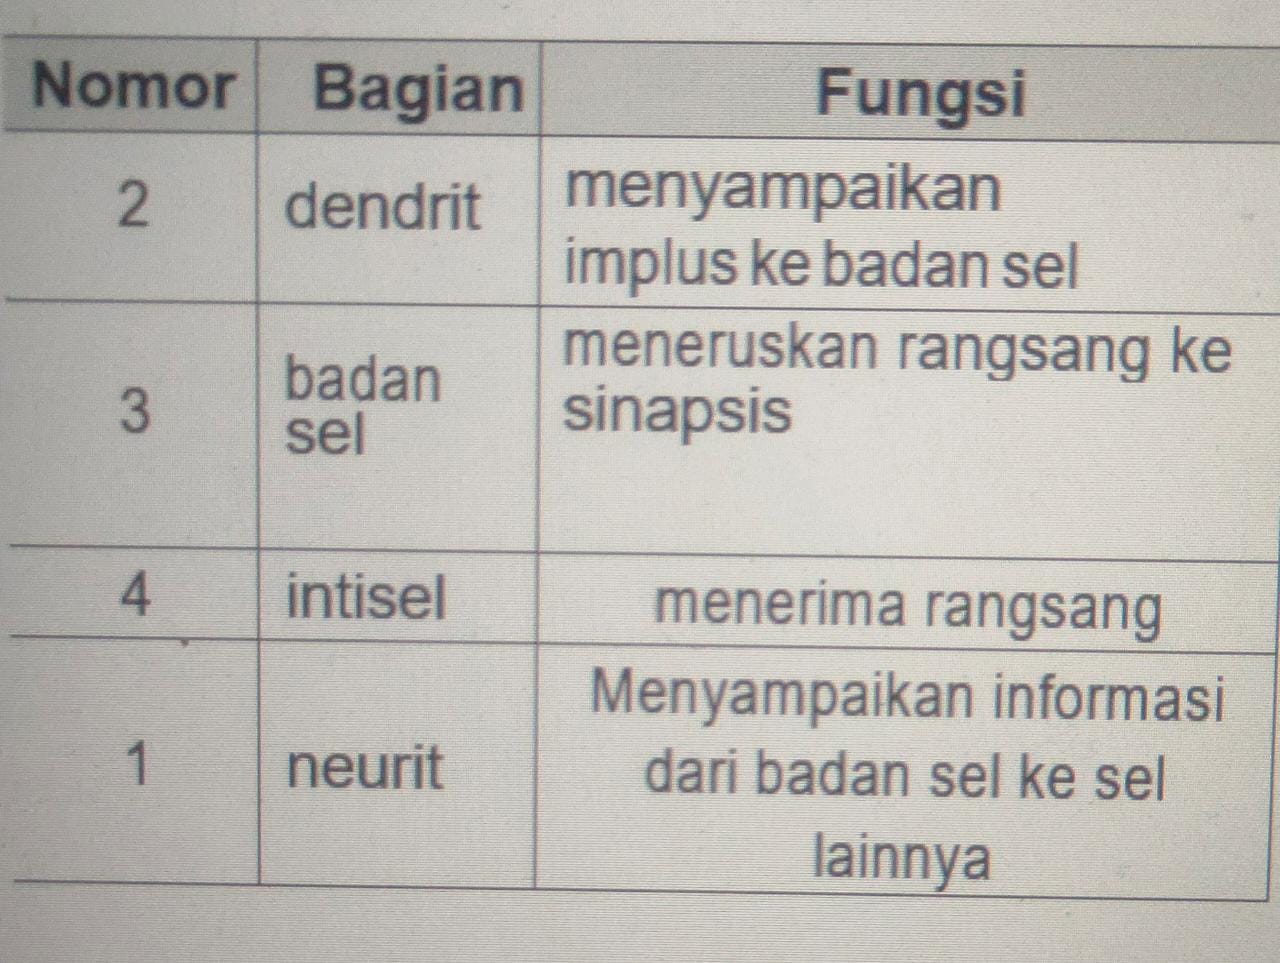 Nomor Bagian Fungsi
2 dendrit menyampaikan
implus ke badan sel
3 badan
sel meneruskan rangsang ke
sinapsis
4 intisel menerima rangsang
1 neurit Menyampaikan informasi
dari badan sel ke sel
lainnya